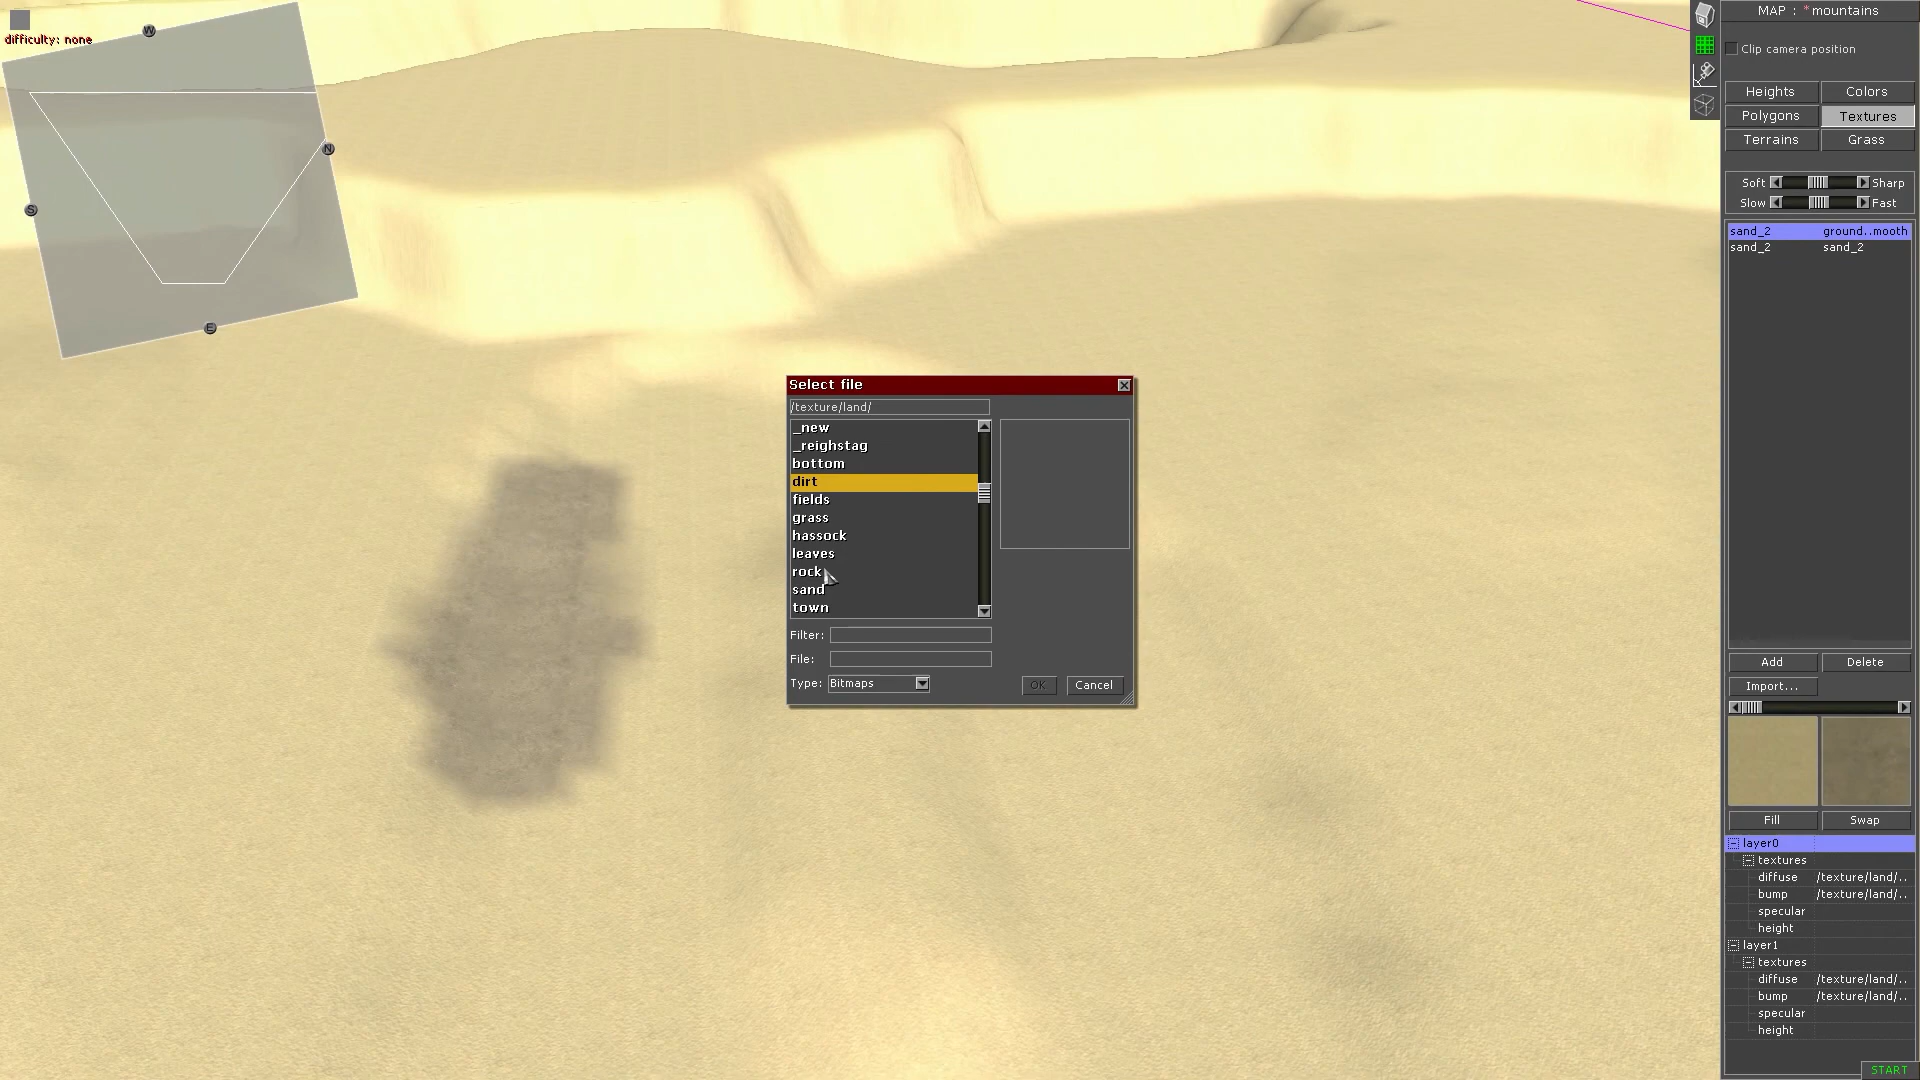 difficulty: none
W
N
S
E
MAP : *mountains
Clip camera position
Heights Colors
Polygons Textures
Terrains Grass
Soft Sharp
Slow Fast
sand_2 ground..mooth
sand_2 sand_2
Select file
/texture/land/
_new
_reighstag
bottom
dirt
fields
grass
hassock
leaves
rock
sand
town
Filter:
File:
Type: Bitmaps OK Cancel
Add Delete
Import...
Fill Swap
layer0
textures
diffuse /texture/land/..
bump /texture/land/..
specular
height
layer1
textures
diffuse /texture/land/..
bump /texture/land/..
specular
height
START